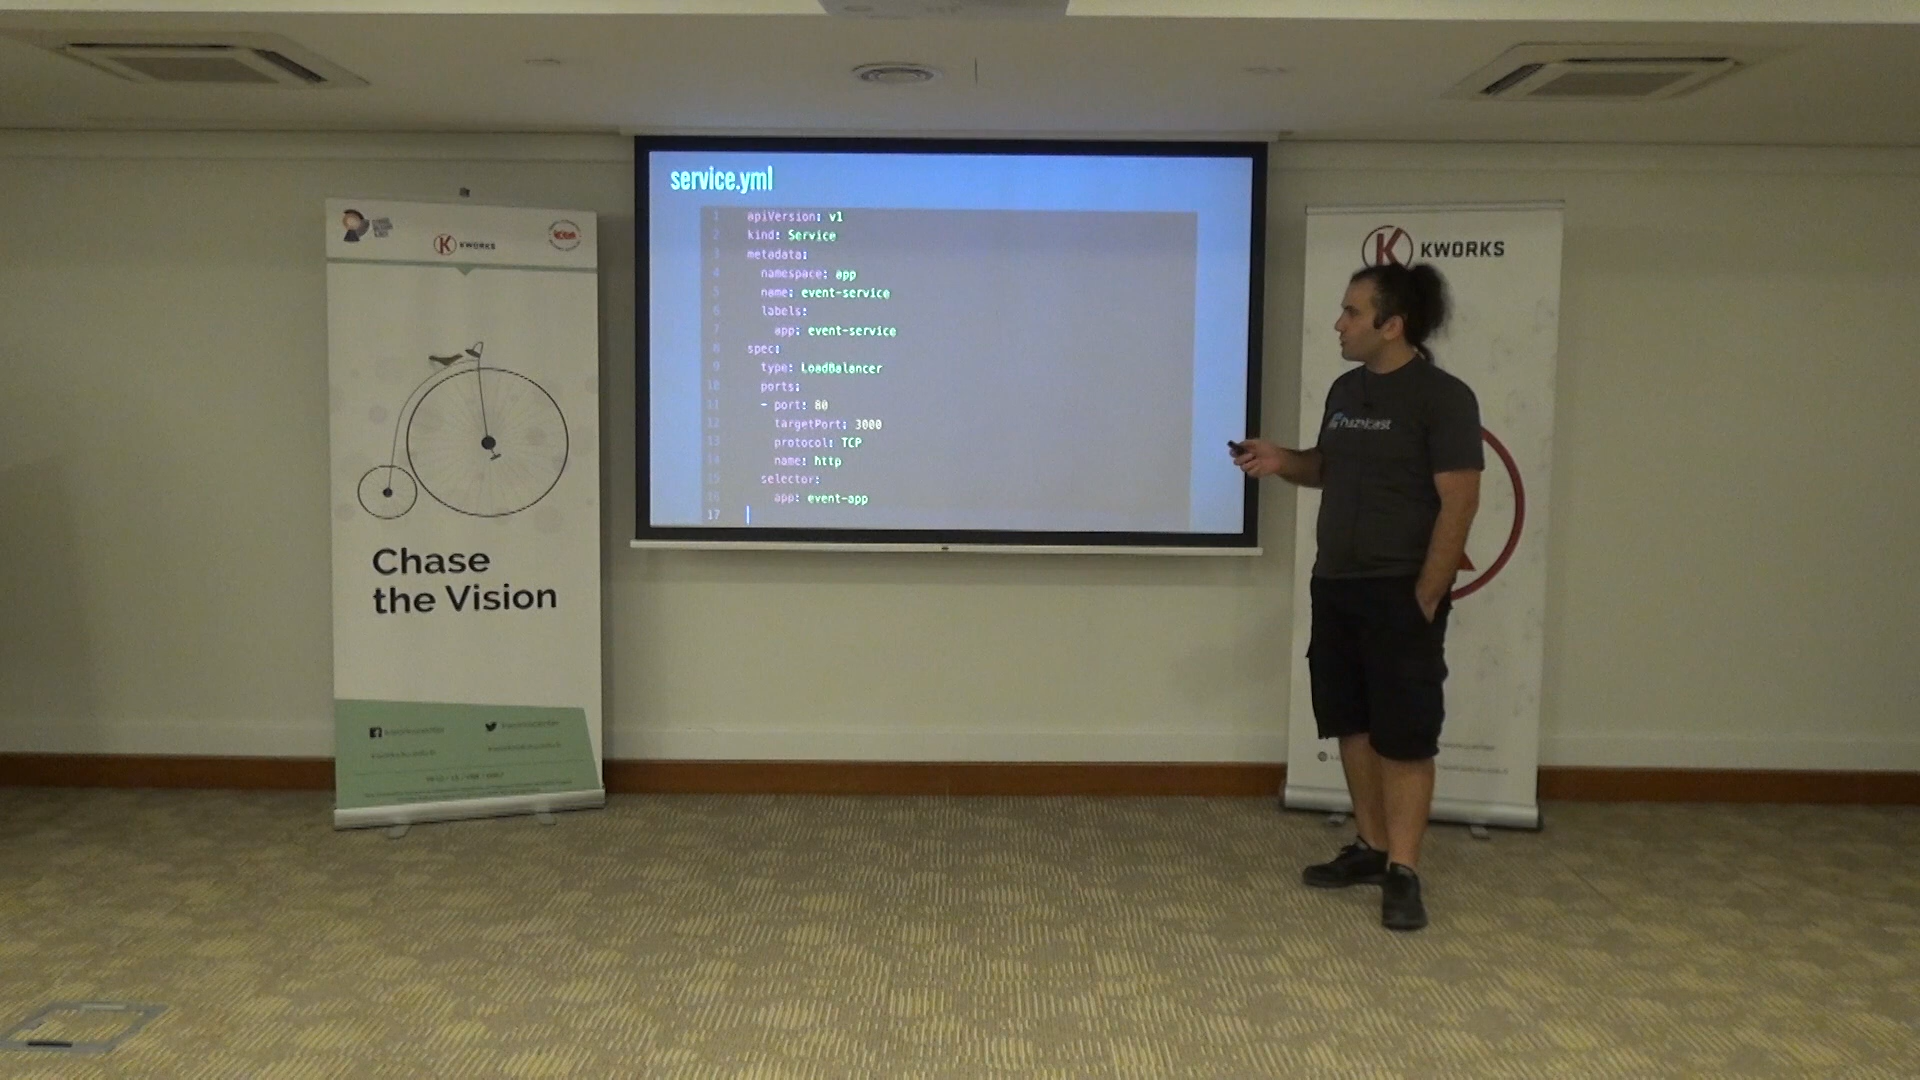 KWORKS
Chase
the Vision
service.yml
1 apiVersion: v1
2 kind: Service
3 metadata:
4 namespace: app
5 name: event-service
6 labels:
7 app: event-service
8 spec:
9 type: LoadBalancer
10 ports:
11 - port: 80
12 targetPort: 3000
13 protocol: TCP
14 name: http
15 selector:
16 app: event-app
17
K KWORKS
hazelcast